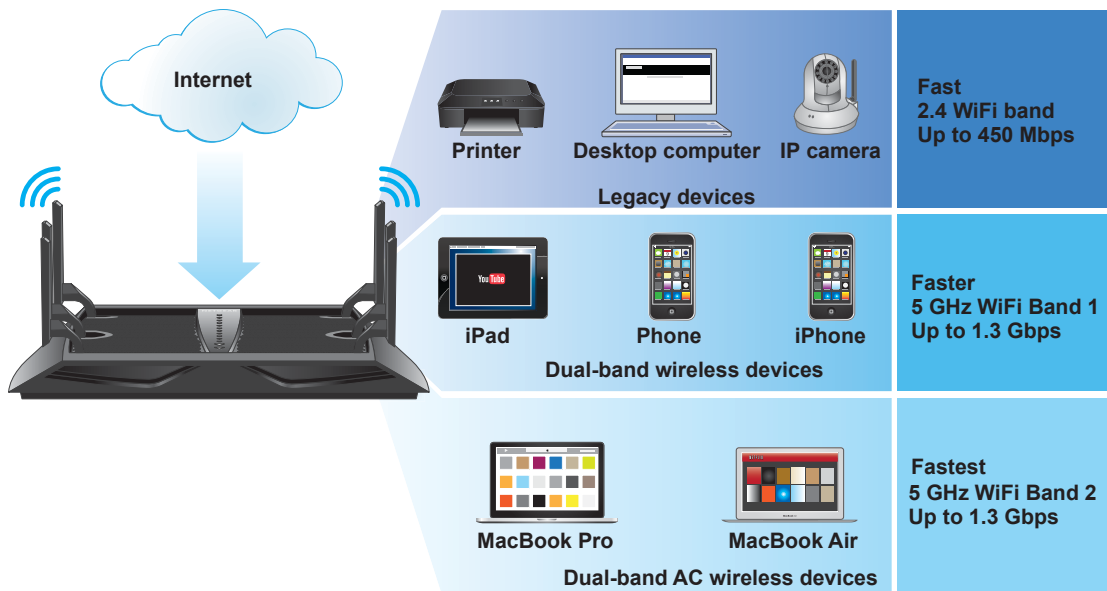 Internet
Printer
Desktop computer
IP camera
Legacy devices
Fast
2.4 WiFi band
Up to 450 Mbps
You Tube
iPad
Phone
iPhone
Dual-band wireless devices
Faster
5 GHz WiFi Band 1
Up to 1.3 Gbps
MacBook Pro
MacBook Air
Dual-band AC wireless devices
Fastest
5 GHz WiFi Band 2
Up to 1.3 Gbps